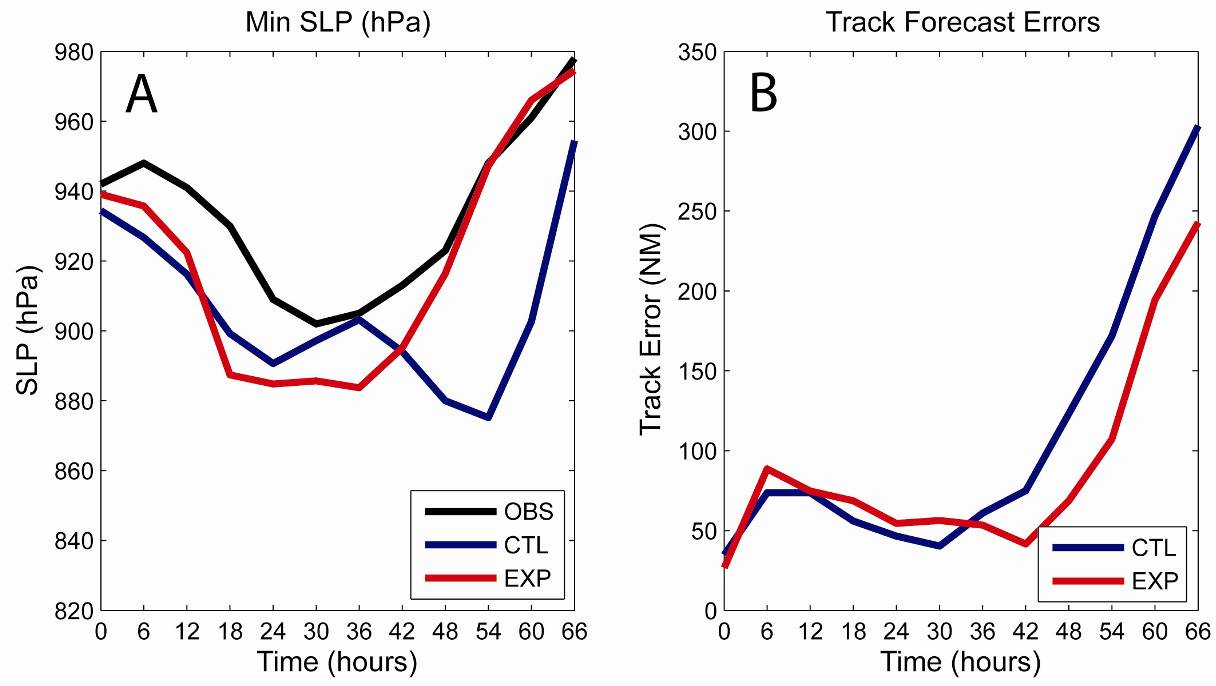 Min SLP (hPa)
A
SLP (hPa)
980
960
940
920
900
880
860
840
820
0 6 12 18 24 30 36 42 48 54 60 66
Time (hours)
OBS
CTL
EXP
Track Forecast Errors
B
Track Error (NM)
350
300
250
200
150
100
50
0
0 6 12 18 24 30 36 42 48 54 60 66
Time (hours)
CTL
EXP